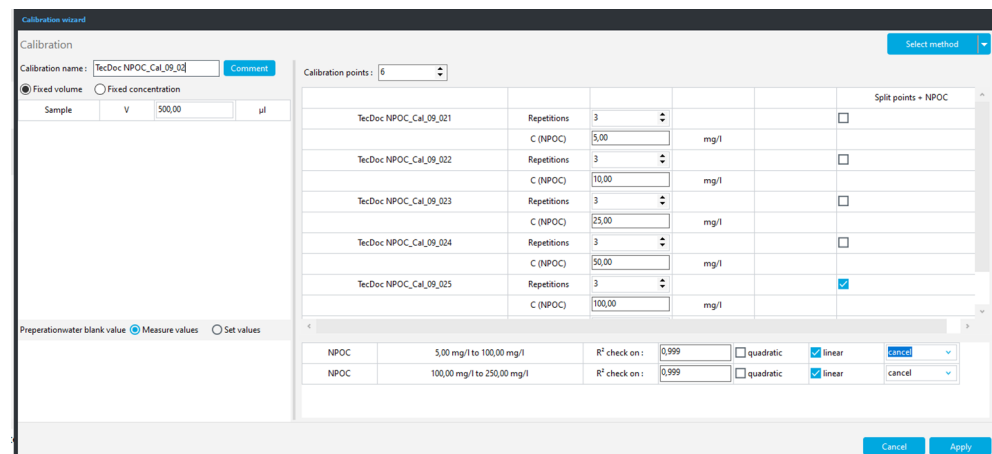 Calibration wizard
Calibration
Select method
Calibration name : TecDoc NPOC_Cal_09_02 Comment
Fixed volume Fixed concentration
Sample V 500,00 µl
Preperationwater blank value Measure values Set values
Calibration points : 6
Split points + NPOC
TecDoc NPOC_Cal_09_021 Repetitions 3
C (NPOC) 5,00 mg/l
TecDoc NPOC_Cal_09_022 Repetitions 3
C (NPOC) 10,00 mg/l
TecDoc NPOC_Cal_09_023 Repetitions 3
C (NPOC) 25,00 mg/l
TecDoc NPOC_Cal_09_024 Repetitions 3
C (NPOC) 50,00 mg/l
TecDoc NPOC_Cal_09_025 Repetitions 3
C (NPOC) 100,00 mg/l
NPOC 5,00 mg/l to 100,00 mg/l R² check on : 0,999 quadratic linear cancel
NPOC 100,00 mg/l to 250,00 mg/l R² check on : 0,999 quadratic linear cancel
Cancel Apply